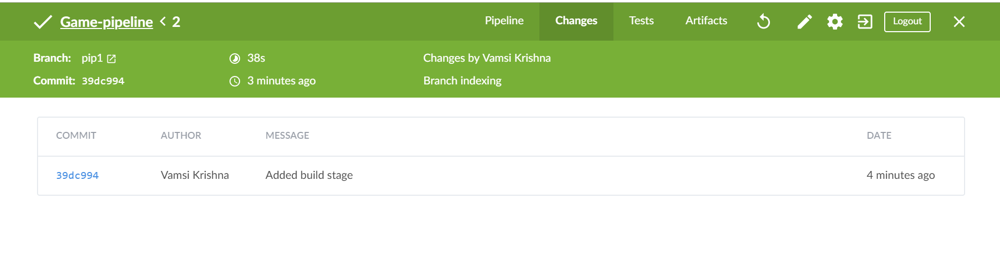 Game-pipeline < 2 Pipeline Changes Tests Artifacts Logout
Branch: pip1 38s Changes by Vamsi Krishna
Commit: 39dc994 3 minutes ago Branch indexing
COMMIT AUTHOR MESSAGE DATE
39dc994 Vamsi Krishna Added build stage 4 minutes ago